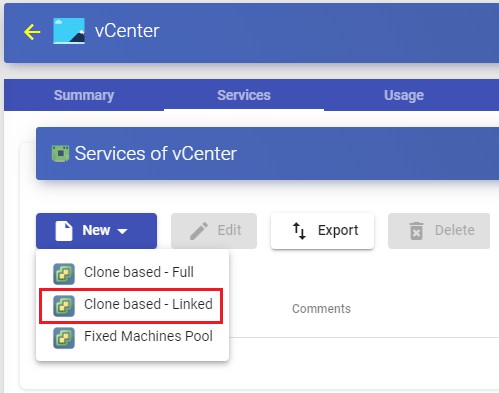 vCenter
Summary Services Usage
Services of vCenter
New Edit Export Delete
Clone based - Full
Clone based - Linked
Comments
Fixed Machines Pool